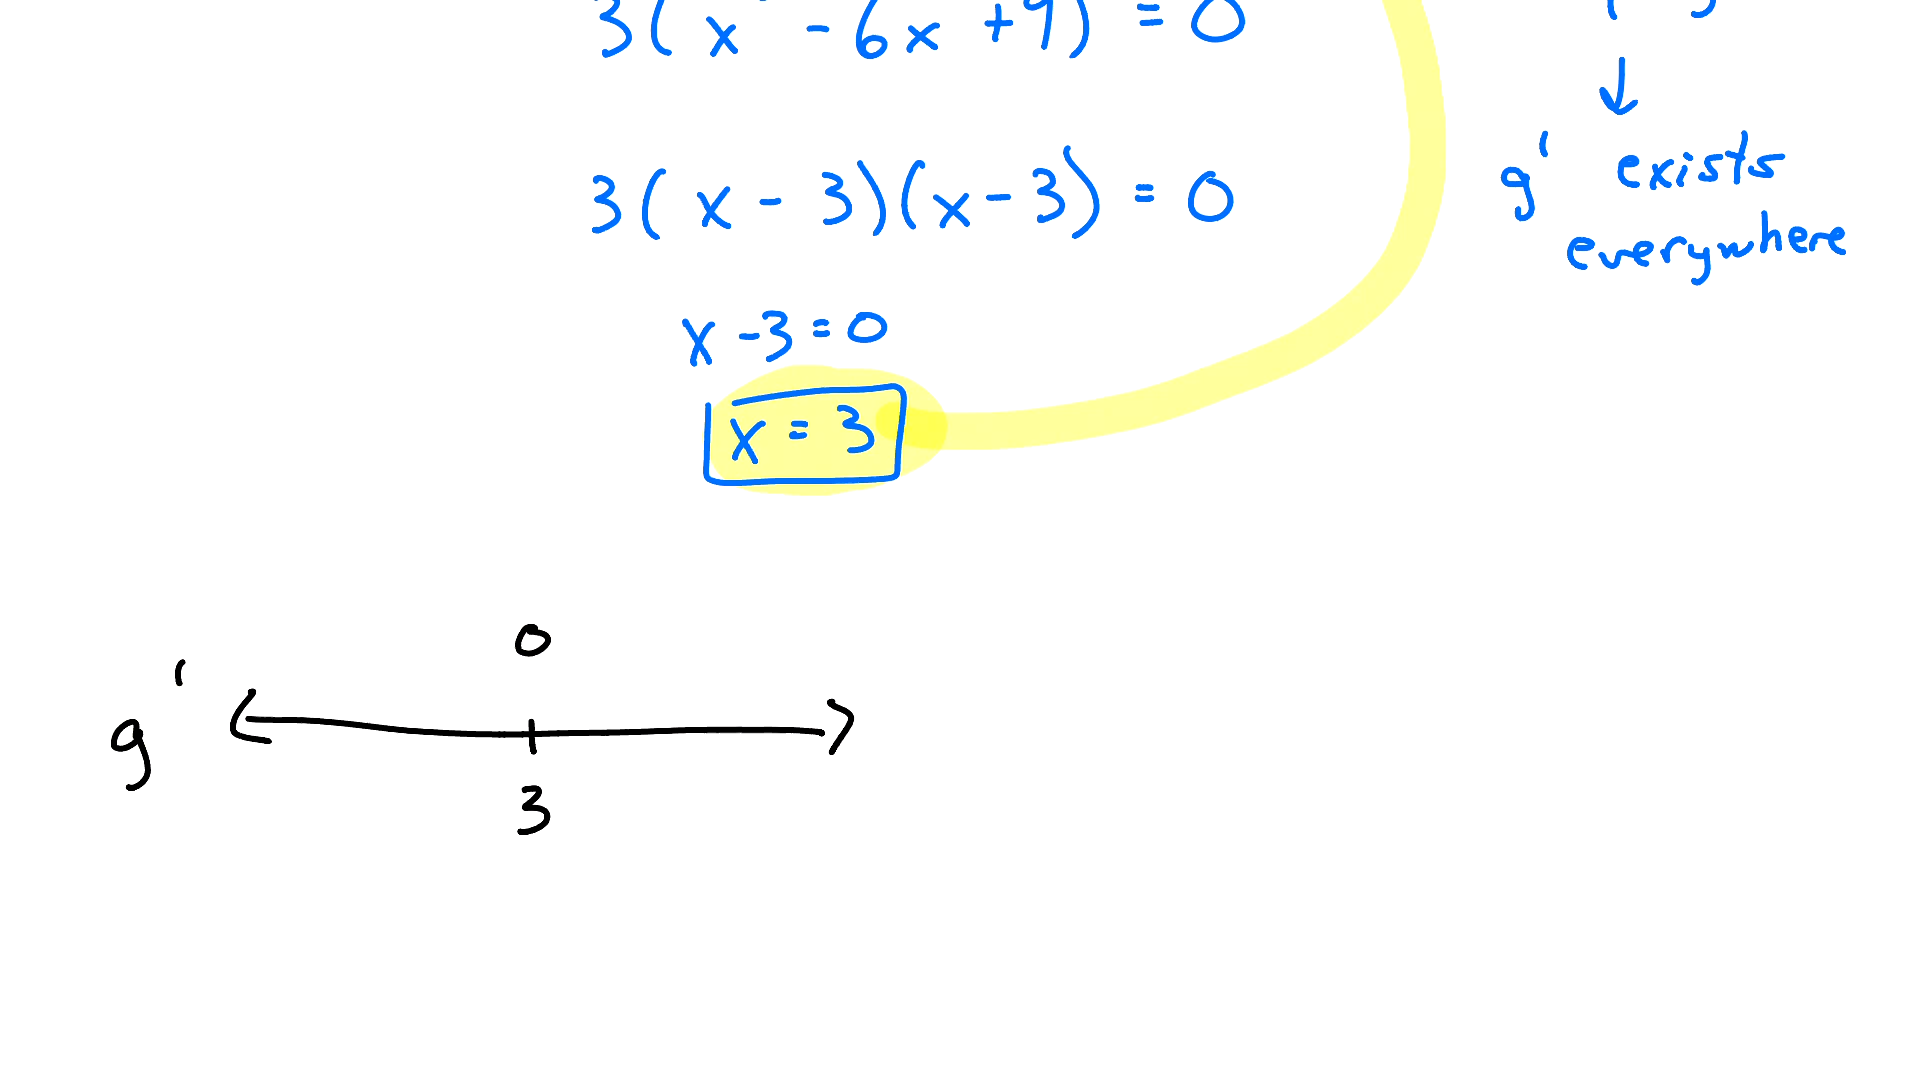 3(x² - 6x + 9) = 0
3(x - 3)(x - 3) = 0
g' exists
everywhere
x - 3 = 0
x = 3
0
g'
3